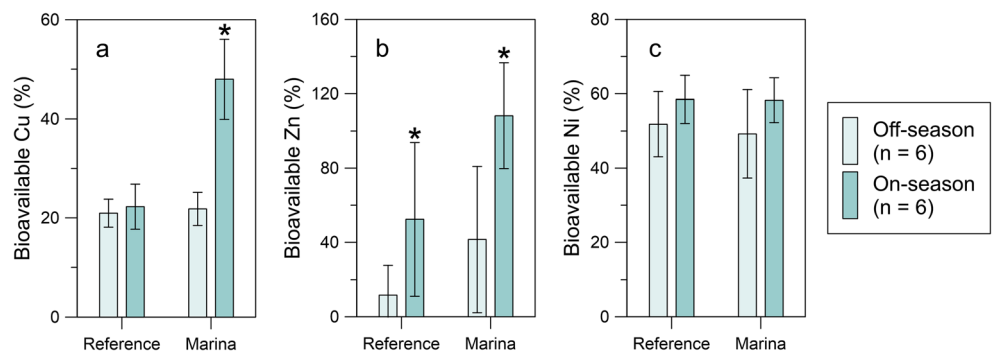 a
Bioavailable Cu (%)
60
40
20
0
Reference Marina
*
b
Bioavailable Zn (%)
160
120
80
40
0
Reference Marina
*
*
c
Bioavailable Ni (%)
80
60
40
20
0
Reference Marina
Off-season
(n = 6)
On-season
(n = 6)